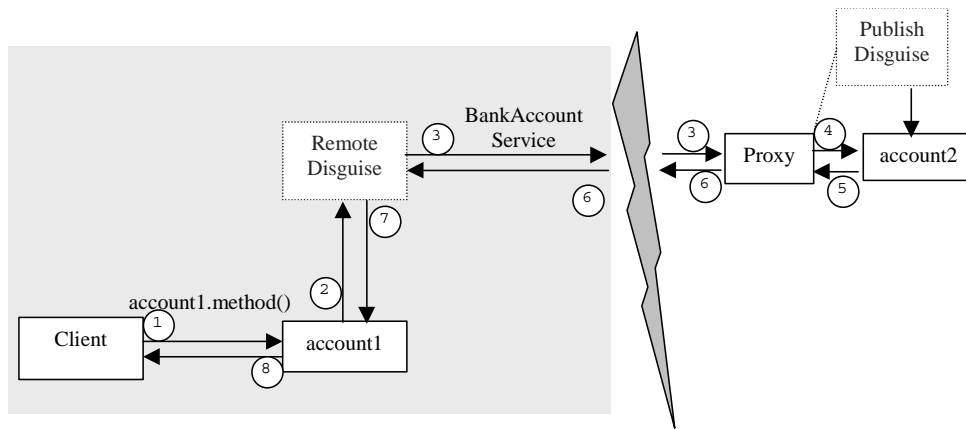 Publish
Disguise
BankAccount
Service
3
3
4
Remote
Disguise
Proxy
account2
6
6
5
7
2
account1.method()
1
Client
account1
8